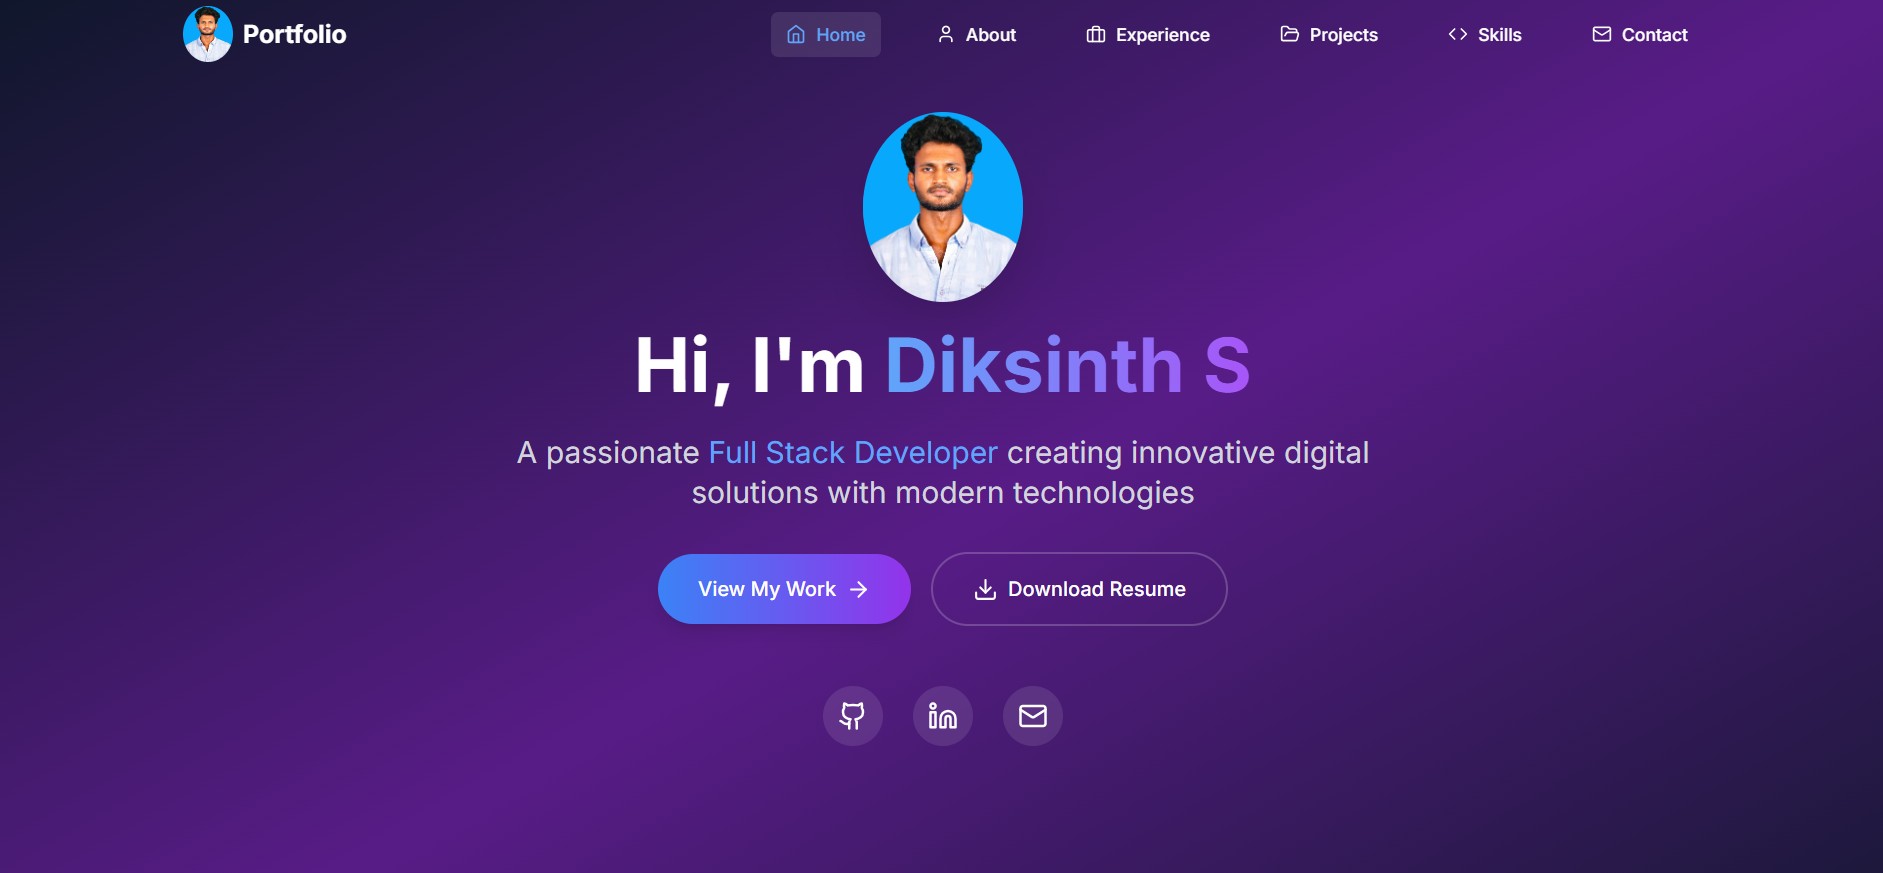 Portfolio
Home
About
Experience
Projects
Skills
Contact
Hi, I'm Diksinth S
A passionate Full Stack Developer creating innovative digital
solutions with modern technologies
View My Work
Download Resume